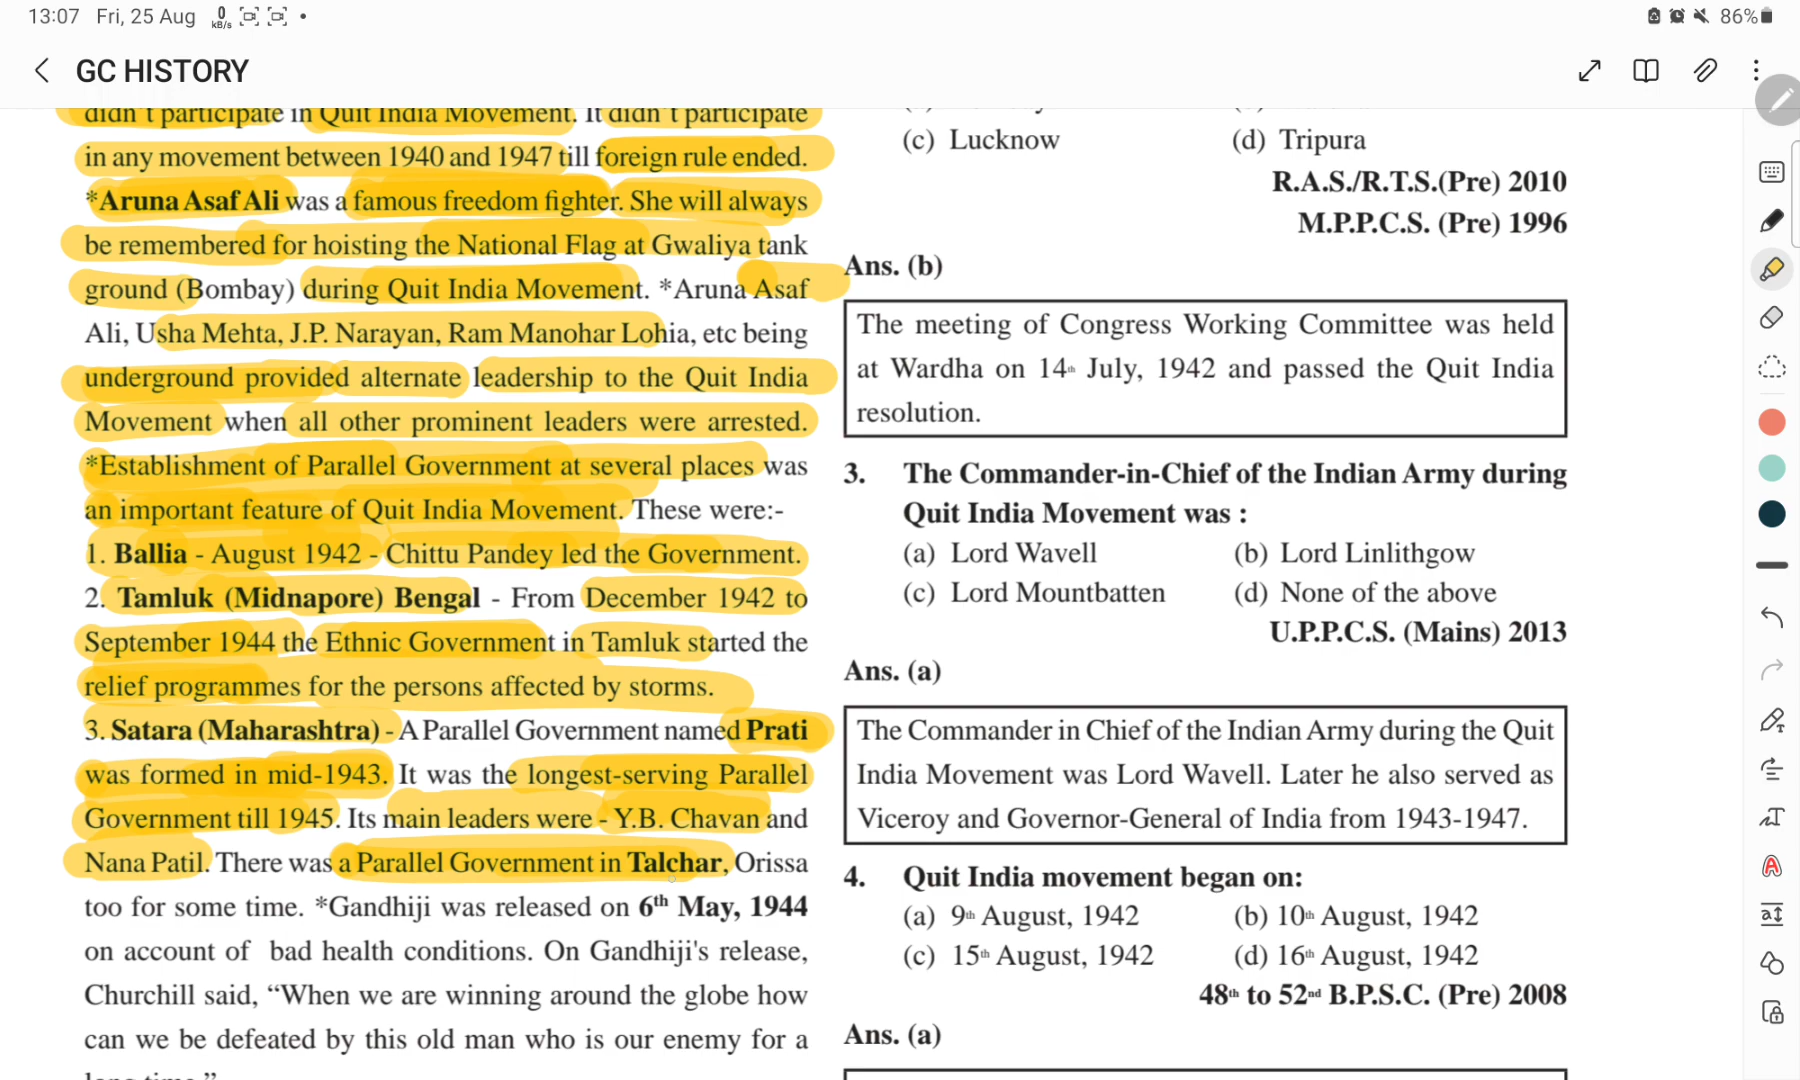 13:07 Fri, 25 Aug 0 kB/s 86%
GC HISTORY
didn't participate in Quit India Movement. It didn't participate
in any movement between 1940 and 1947 till foreign rule ended.
*Aruna Asaf Ali was a famous freedom fighter. She will always
be remembered for hoisting the National Flag at Gwaliya tank
ground (Bombay) during Quit India Movement. *Aruna Asaf
Ali, Usha Mehta, J.P. Narayan, Ram Manohar Lohia, etc being
underground provided alternate leadership to the Quit India
Movement when all other prominent leaders were arrested.
*Establishment of Parallel Government at several places was
an important feature of Quit India Movement. These were:-
1. Ballia - August 1942 - Chittu Pandey led the Government.
2. Tamluk (Midnapore) Bengal - From December 1942 to
September 1944 the Ethnic Government in Tamluk started the
relief programmes for the persons affected by storms.
3. Satara (Maharashtra) - A Parallel Government named Prati
was formed in mid-1943. It was the longest-serving Parallel
Government till 1945. Its main leaders were - Y.B. Chavan and
Nana Patil. There was a Parallel Government in Talchar, Orissa
too for some time. *Gandhiji was released on 6th May, 1944
on account of bad health conditions. On Gandhiji's release,
Churchill said, “When we are winning around the globe how
can we be defeated by this old man who is our enemy for a
long time.”
(c) Lucknow (d) Tripura
R.A.S./R.T.S.(Pre) 2010
M.P.P.C.S. (Pre) 1996
Ans. (b)
The meeting of Congress Working Committee was held
at Wardha on 14th July, 1942 and passed the Quit India
resolution.
3. The Commander-in-Chief of the Indian Army during
Quit India Movement was :
(a) Lord Wavell (b) Lord Linlithgow
(c) Lord Mountbatten (d) None of the above
U.P.P.C.S. (Mains) 2013
Ans. (a)
The Commander in Chief of the Indian Army during the Quit
India Movement was Lord Wavell. Later he also served as
Viceroy and Governor-General of India from 1943-1947.
4. Quit India movement began on:
(a) 9th August, 1942 (b) 10th August, 1942
(c) 15th August, 1942 (d) 16th August, 1942
48th to 52nd B.P.S.C. (Pre) 2008
Ans. (a)